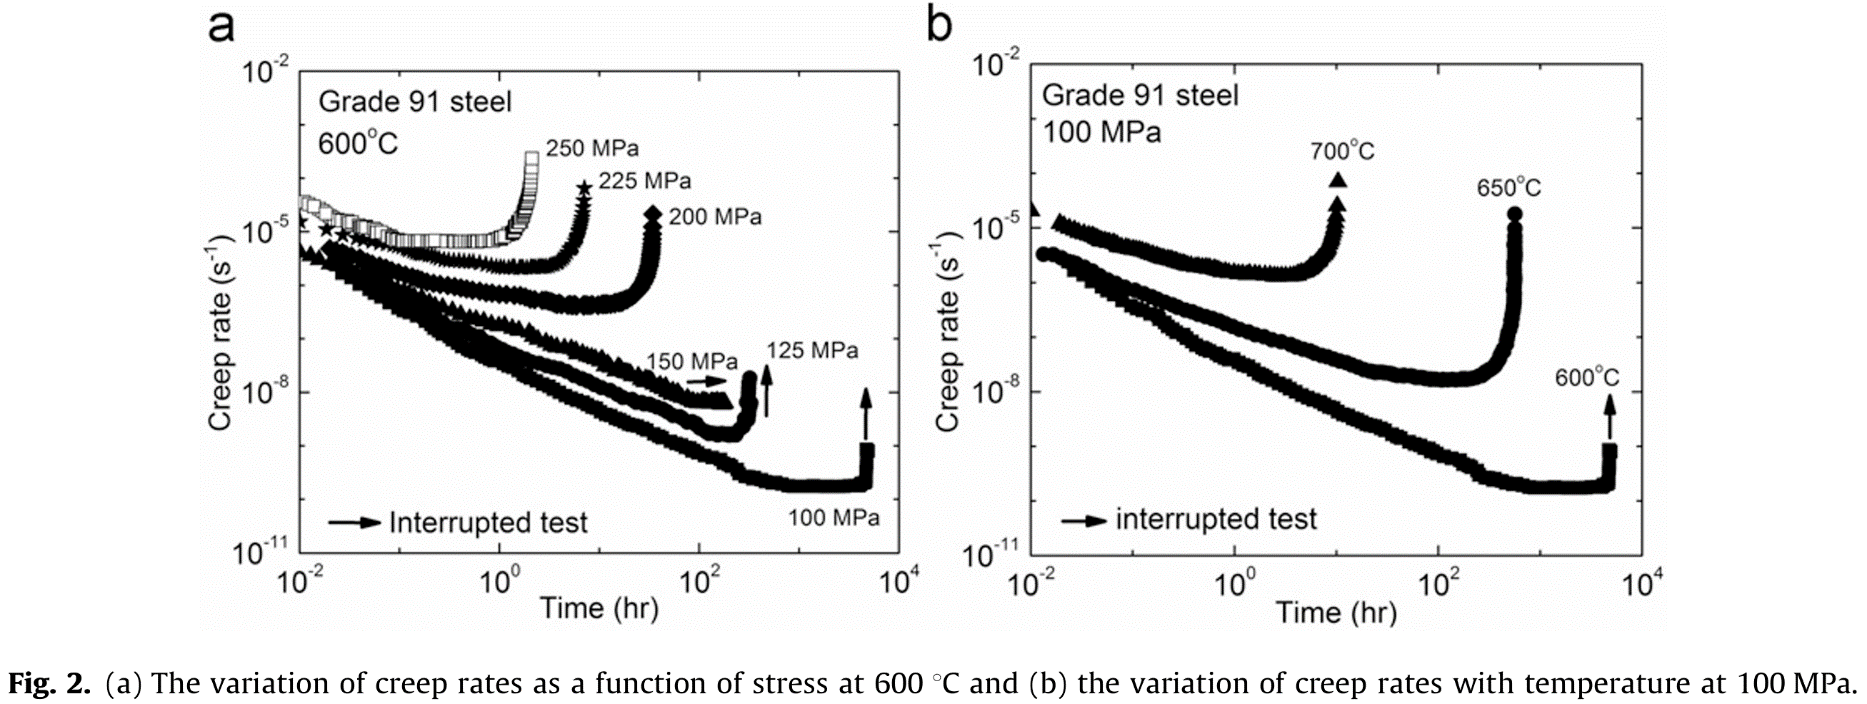 a
10^-2
10^-5
10^-8
10^-11
Creep rate (s^-1)
Grade 91 steel
600°C
250 MPa
225 MPa
200 MPa
150 MPa
125 MPa
100 MPa
Interrupted test
10^-2
10^0
10^2
10^4
Time (hr)
b
10^-2
10^-5
10^-8
10^-11
Creep rate (s^-1)
Grade 91 steel
100 MPa
700°C
650°C
600°C
interrupted test
10^-2
10^0
10^2
10^4
Time (hr)
Fig. 2. (a) The variation of creep rates as a function of stress at 600 °C and (b) the variation of creep rates with temperature at 100 MPa.